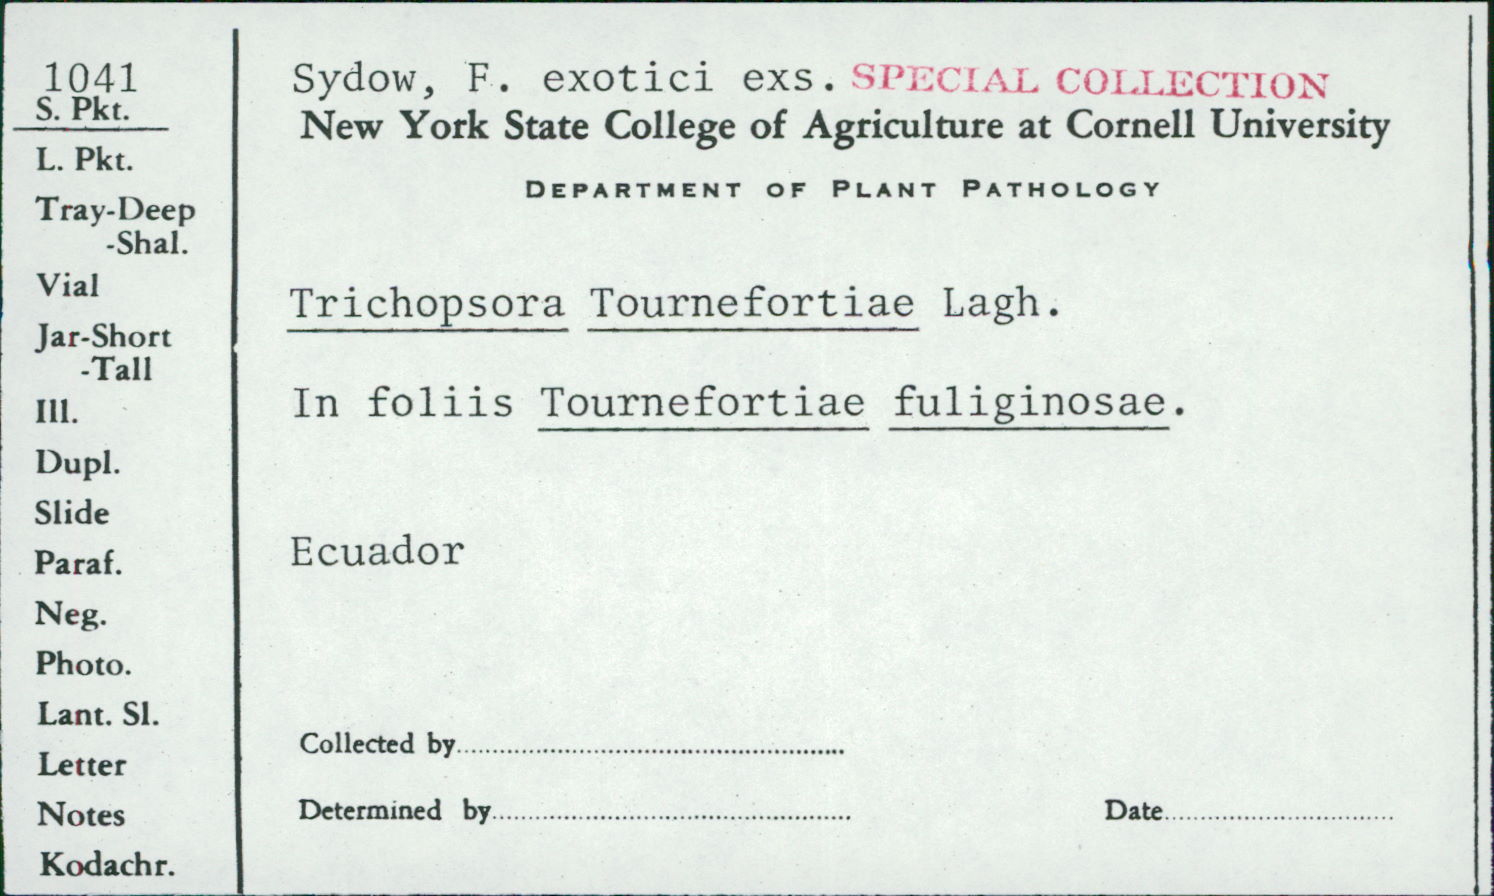 1041
S. Pkt.
L. Pkt.
Tray-Deep
-Shal.
Vial
Jar-Short
-Tall
Ill.
Dupl.
Slide
Paraf.
Neg.
Photo.
Lant. Sl.
Letter
Notes
Kodachr.
Sydow, F. exotici exs. SPECIAL COLLECTION
New York State College of Agriculture at Cornell University
DEPARTMENT OF PLANT PATHOLOGY
Trichopsora Tournefortiae Lagh.
In foliis Tournefortiae fuliginosae.
Ecuador
Collected by
Determined by Date